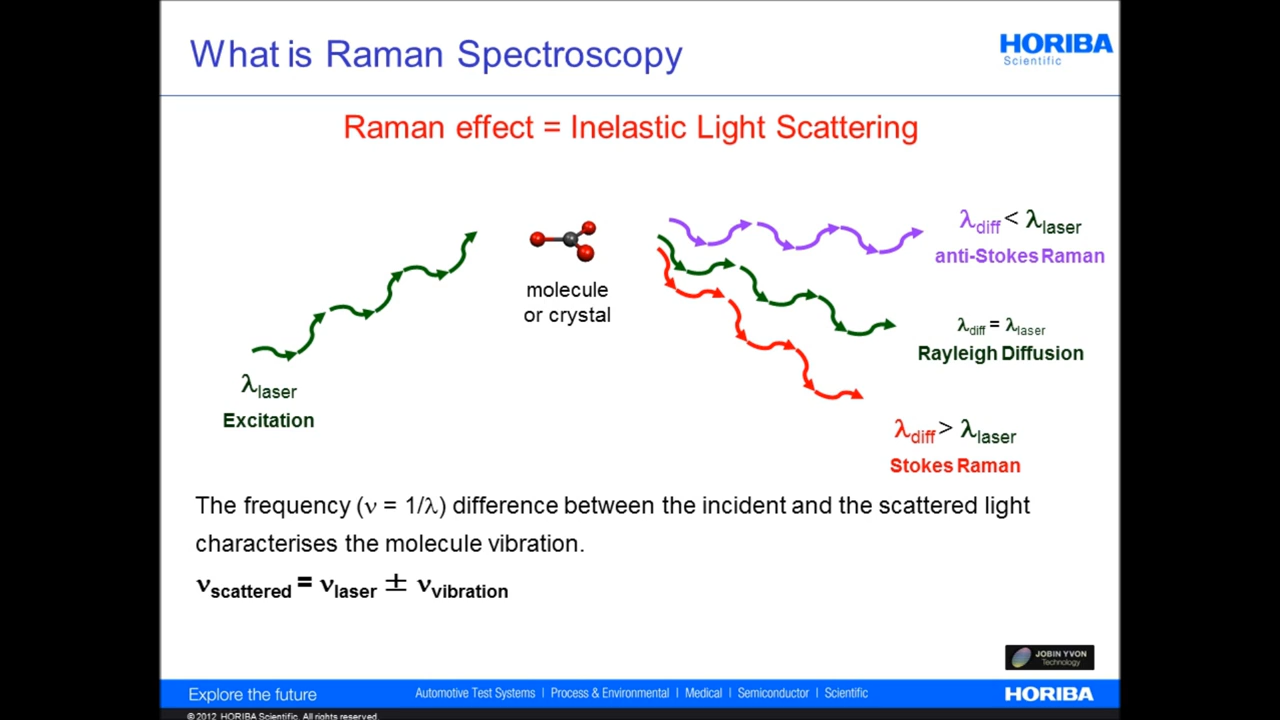 What is Raman Spectroscopy
HORIBA
Scientific
Raman effect = Inelastic Light Scattering
λdiff < λlaser
anti-Stokes Raman
molecule
or crystal
λdiff = λlaser
Rayleigh Diffusion
λlaser
Excitation
λdiff > λlaser
Stokes Raman
The frequency (ν = 1/λ) difference between the incident and the scattered light
characterises the molecule vibration.
νscattered = νlaser ± νvibration
JOBIN YVON
Technology
Explore the future
Automotive Test Systems | Process & Environmental | Medical | Semiconductor | Scientific
HORIBA
© 2012 HORIBA Scientific. All rights reserved.